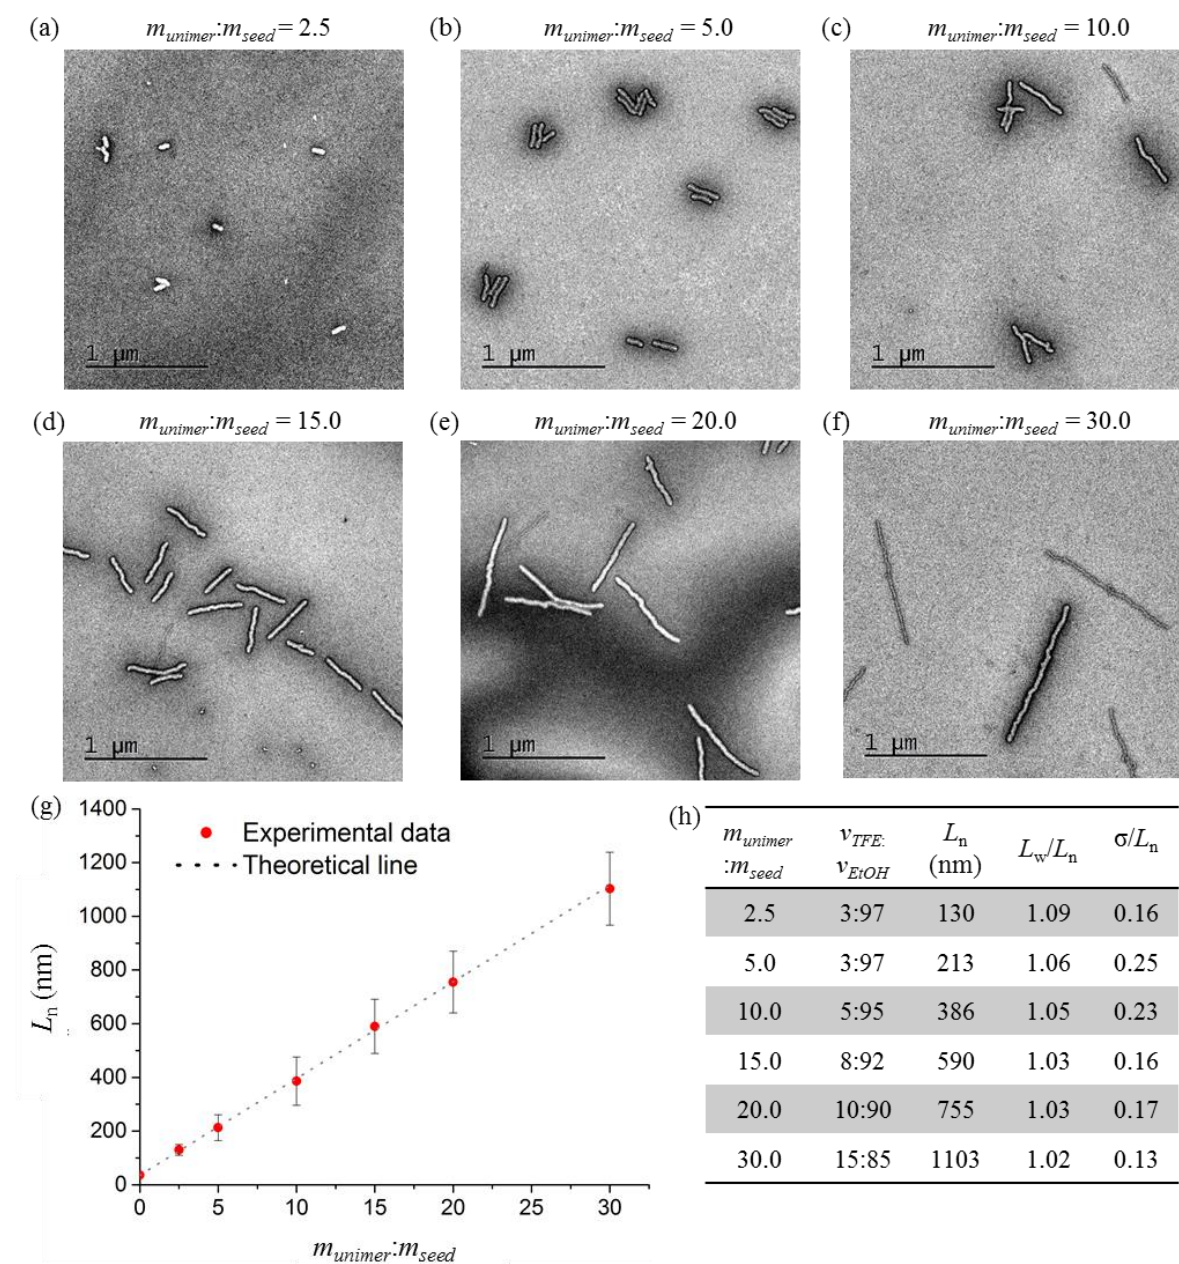 (a) m_unimer:m_seed = 2.5
(b) m_unimer:m_seed = 5.0
(c) m_unimer:m_seed = 10.0
1 µm
1 µm
1 µm
(d) m_unimer:m_seed = 15.0
(e) m_unimer:m_seed = 20.0
(f) m_unimer:m_seed = 30.0
1 µm
1 µm
1 µm
(g)
1400
1200
1000
800
600
400
200
0
L_n (nm)
Experimental data
Theoretical line
0 5 10 15 20 25 30
m_unimer:m_seed
(h)
m_unimer :m_seed v_TFE: v_EtOH L_n (nm) L_w/L_n σ/L_n
2.5 3:97 130 1.09 0.16
5.0 3:97 213 1.06 0.25
10.0 5:95 386 1.05 0.23
15.0 8:92 590 1.03 0.16
20.0 10:90 755 1.03 0.17
30.0 15:85 1103 1.02 0.13